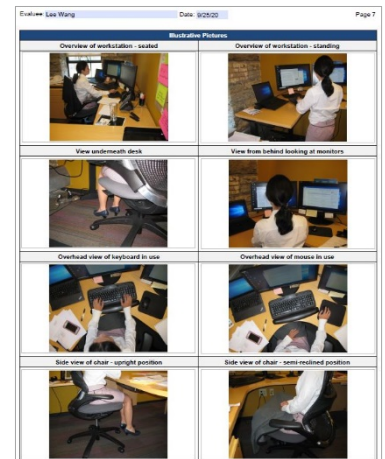 Evaluee: Lee Wang Date: 9/25/20 Page 7
Illustrative Pictures
Overview of workstation - seated Overview of workstation - standing
View underneath desk View from behind looking at monitors
Overhead view of keyboard in use Overhead view of mouse in use
Side view of chair - upright position Side view of chair - semi-reclined position